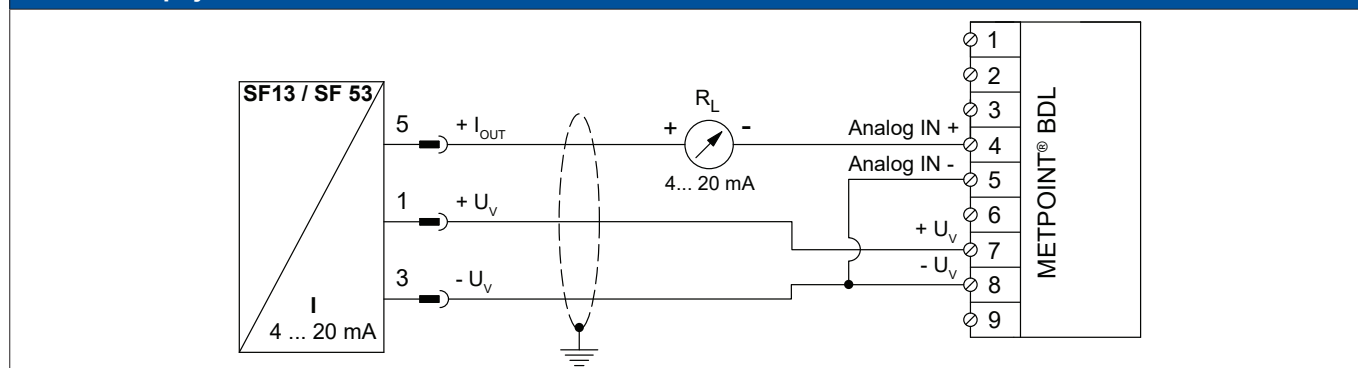 SF13 / SF 53
5
+ I_OUT
1
+ U_V
3
- U_V
I
4 ... 20 mA
R_L
+
-
4... 20 mA
Analog IN +
Analog IN -
+ U_V
- U_V
1
2
3
4
5
6
7
8
9
METPOINT® BDL